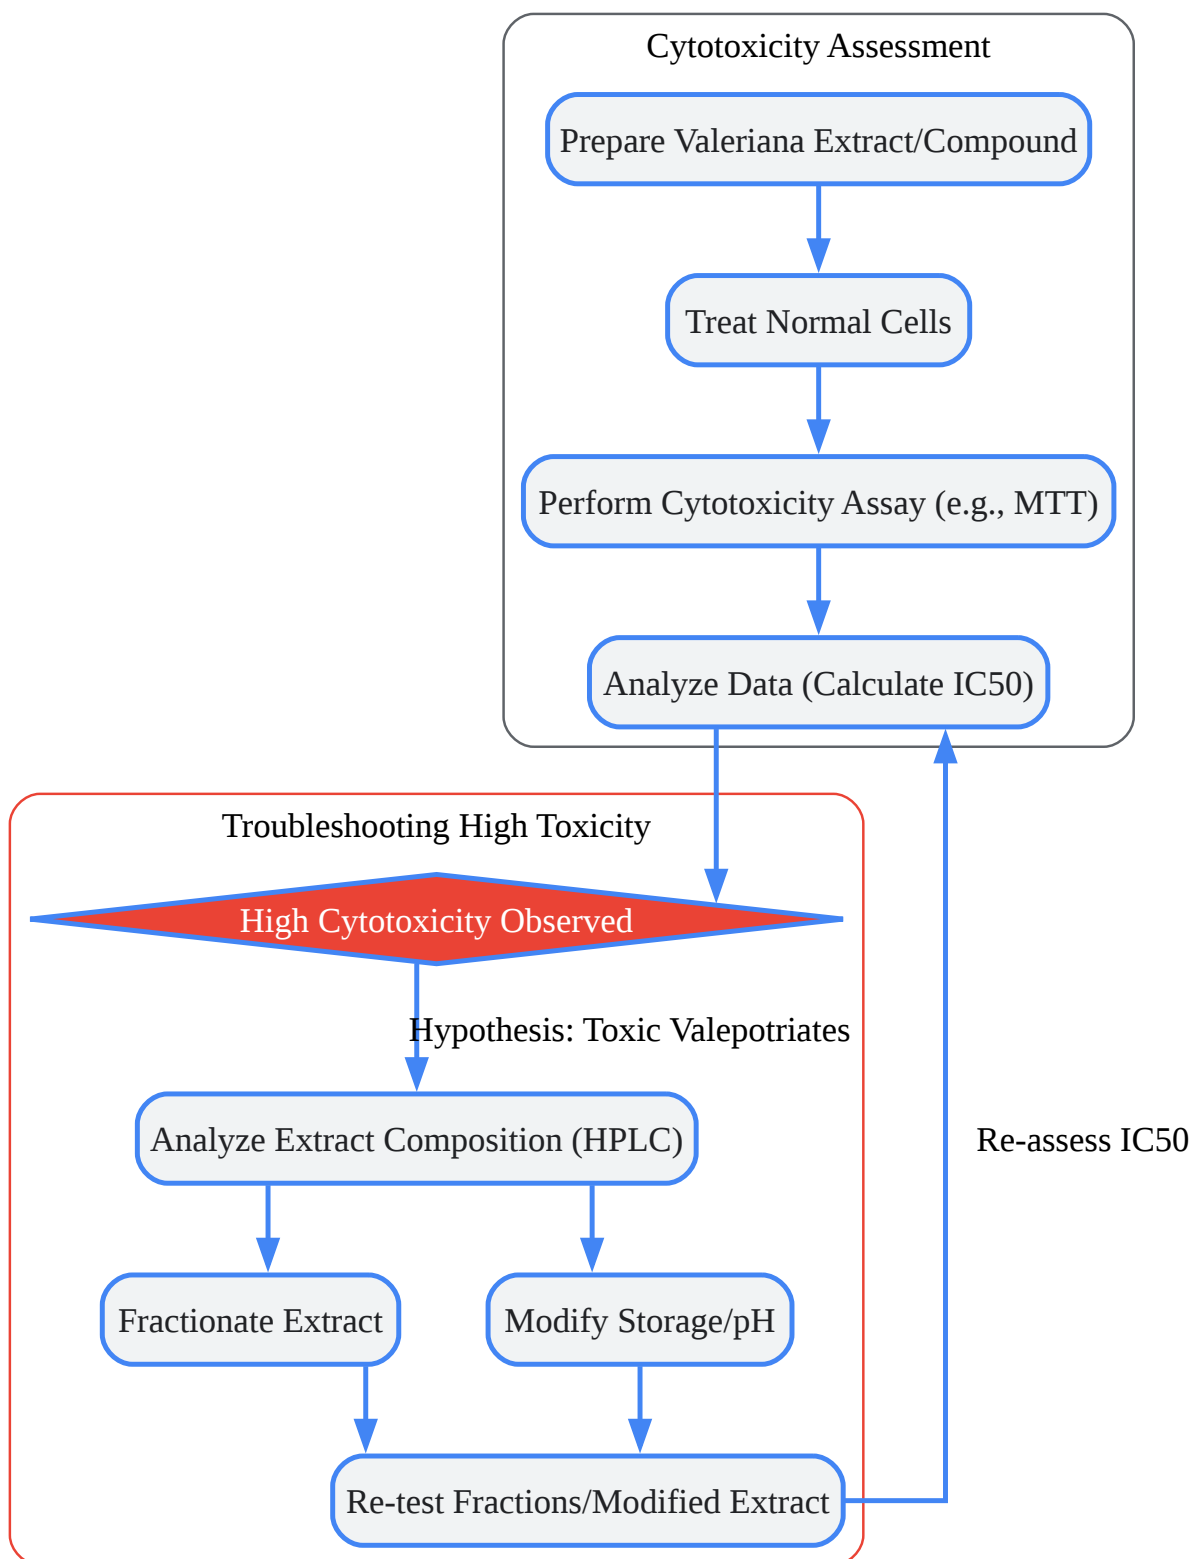 Cytotoxicity Assessment
Prepare Valeriana Extract/Compound
Treat Normal Cells
Perform Cytotoxicity Assay (e.g., MTT)
Analyze Data (Calculate IC50)
Troubleshooting High Toxicity
High Cytotoxicity Observed
Hypothesis: Toxic Valepotriates
Analyze Extract Composition (HPLC)
Re-assess IC50
Fractionate Extract
Modify Storage/pH
Re-test Fractions/Modified Extract